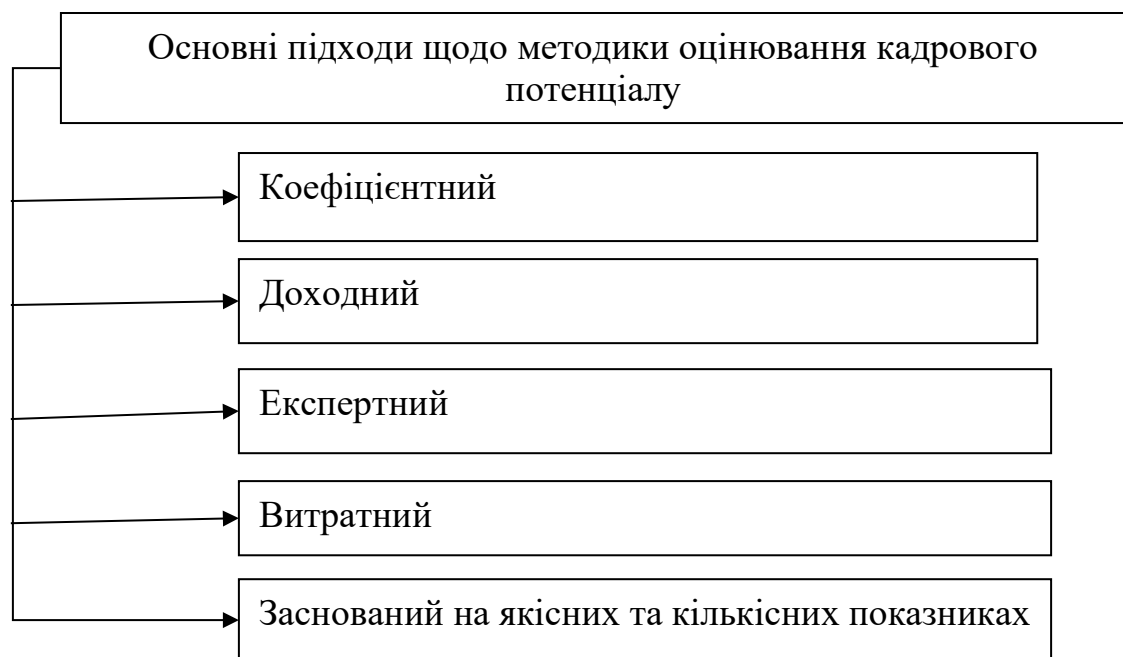 Основні підходи щодо методики оцінювання кадрового
потенціалу
Коефіцієнтний
Доходний
Експертний
Витратний
Заснований на якісних та кількісних показниках